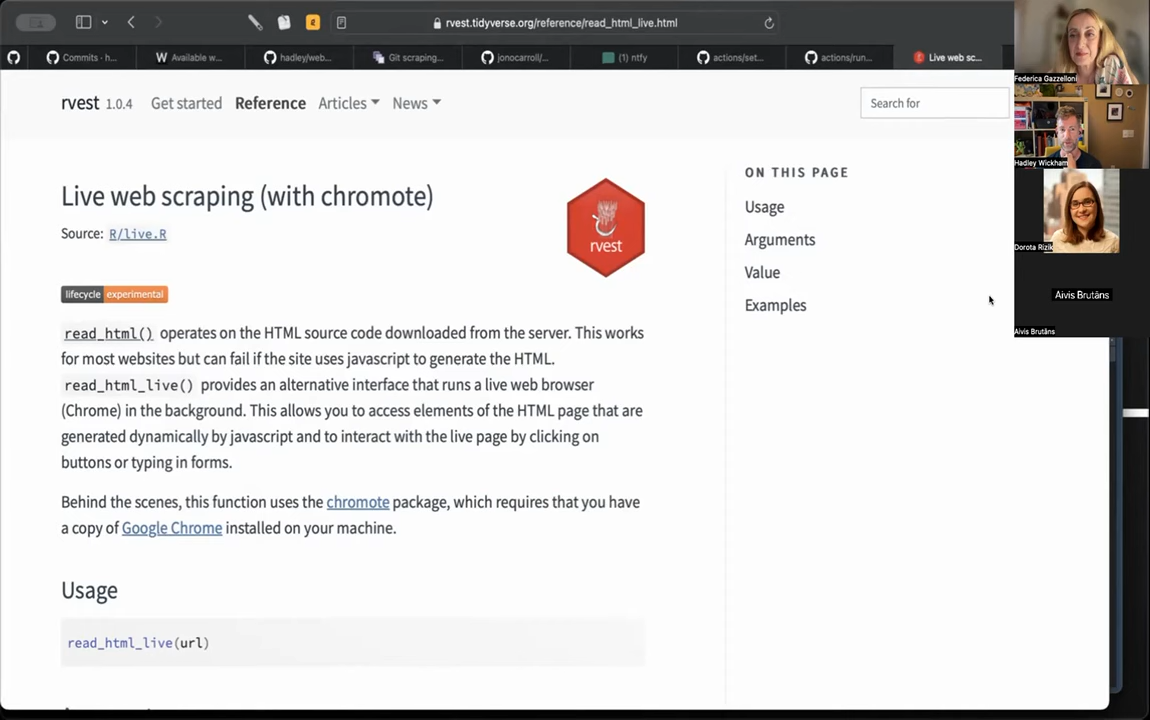 rvest.tidyverse.org/reference/read_html_live.html
Commits · h...
Available w...
hadley/web...
Git scraping...
jonocarroll/...
(1) ntfy
actions/set...
actions/run...
Live web sc...
rvest 1.0.4 Get started Reference Articles News
Search for
Live web scraping (with chromote)
Source: R/live.R
rvest
lifecycle experimental
read_html() operates on the HTML source code downloaded from the server. This works
for most websites but can fail if the site uses javascript to generate the HTML.
read_html_live() provides an alternative interface that runs a live web browser
(Chrome) in the background. This allows you to access elements of the HTML page that are
generated dynamically by javascript and to interact with the live page by clicking on
buttons or typing in forms.
Behind the scenes, this function uses the chromote package, which requires that you have
a copy of Google Chrome installed on your machine.
Usage
read_html_live(url)
ON THIS PAGE
Usage
Arguments
Value
Examples
Federica Gazzelloni
Hadley Wickham
Dorota Rizik
Aivis Brutāns
Aivis Brutāns